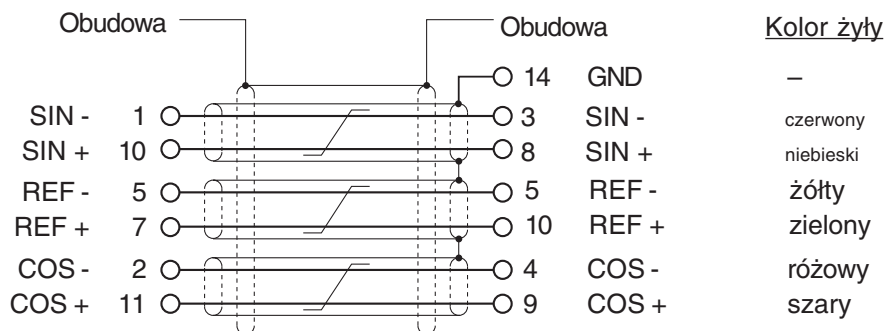 Obudowa Obudowa Kolor żyły
14 GND –
SIN - 1 3 SIN - czerwony
SIN + 10 8 SIN + niebieski
REF - 5 5 REF - żółty
REF + 7 10 REF + zielony
COS - 2 4 COS - różowy
COS + 11 9 COS + szary